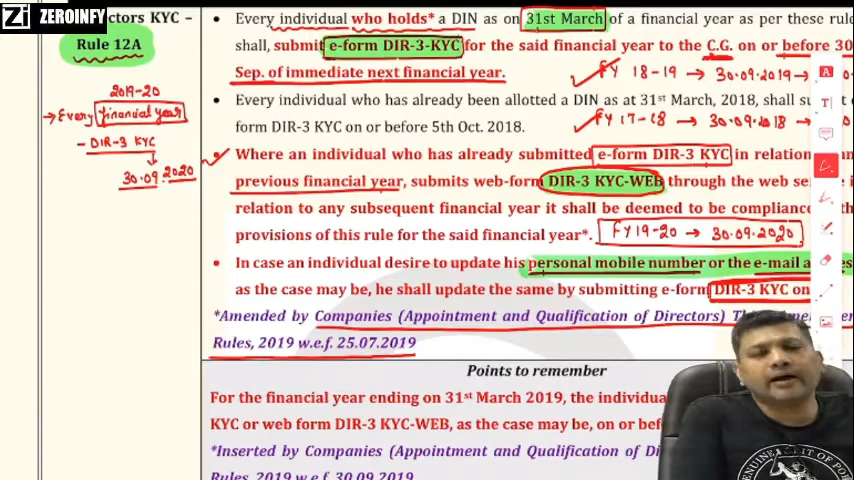 Zi ZEROINFY
ectors KYC –
Rule 12A
2019-20
Every financial year
- DIR-3 KYC
30.09.2020
• Every individual who holds* a DIN as on 31st March of a financial year as per these rule
shall, submit e-form DIR-3-KYC for the said financial year to the C.G. on or before 30
Sep. of immediate next financial year.
FY 18-19 → 30.09.2019 →
• Every individual who has already been allotted a DIN as at 31st March, 2018, shall su
form DIR-3 KYC on or before 5th Oct. 2018.
FY 17-18 → 30.09.2018 →
• Where an individual who has already submitted e-form DIR-3 KYC in relation
previous financial year, submits web-form DIR-3 KYC-WEB through the web se
relation to any subsequent financial year it shall be deemed to be compliance
provisions of this rule for the said financial year*.
FY 19-20 → 30.09.2020
• In case an individual desire to update his personal mobile number or the e-mail a
as the case may be, he shall update the same by submitting e-form DIR-3 KYC on
*Amended by Companies (Appointment and Qualification of Directors) Th
Rules, 2019 w.e.f. 25.07.2019
Points to remember
For the financial year ending on 31st March 2019, the individua
KYC or web form DIR-3 KYC-WEB, as the case may be, on or bef
*Inserted by Companies (Appointment and Qualification of Di
Rules, 2019 w.e.f. 30.09.2019
GENUINE
T OF PO